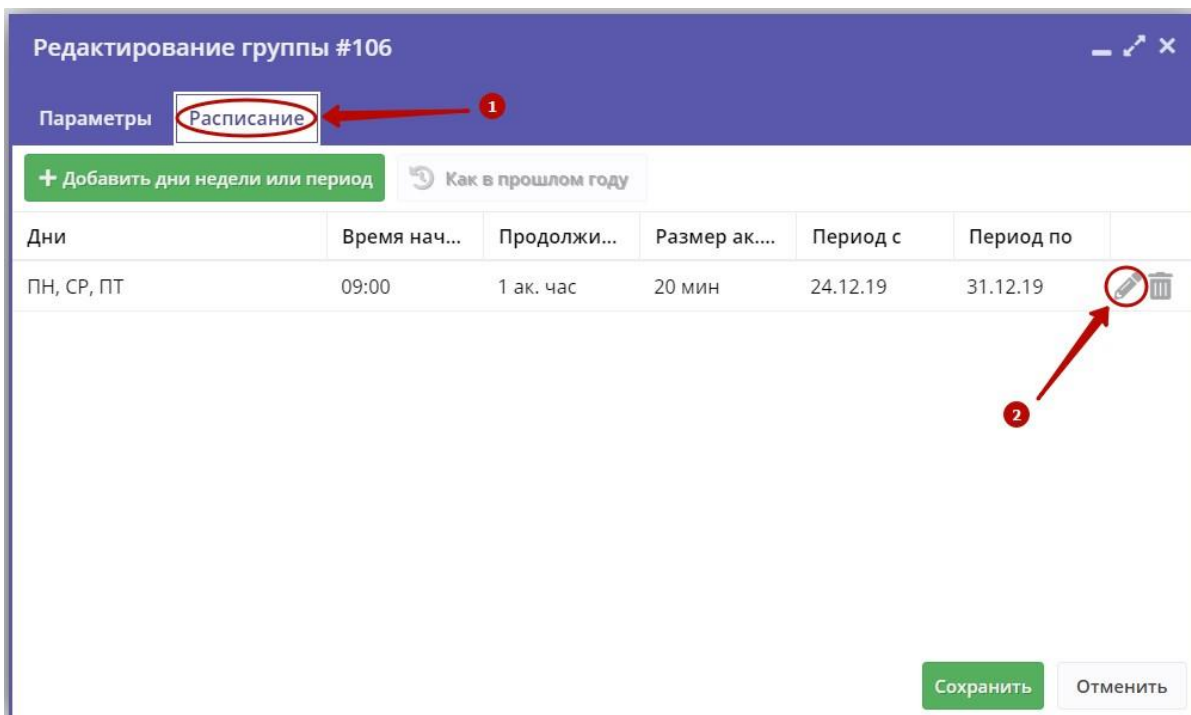 Редактирование группы #106
Параметры Расписание 1
+ Добавить дни недели или период Как в прошлом году
Дни Время нач... Продолжи... Размер ак.... Период с Период по
ПН, СР, ПТ 09:00 1 ак. час 20 мин 24.12.19 31.12.19
2
Сохранить Отменить